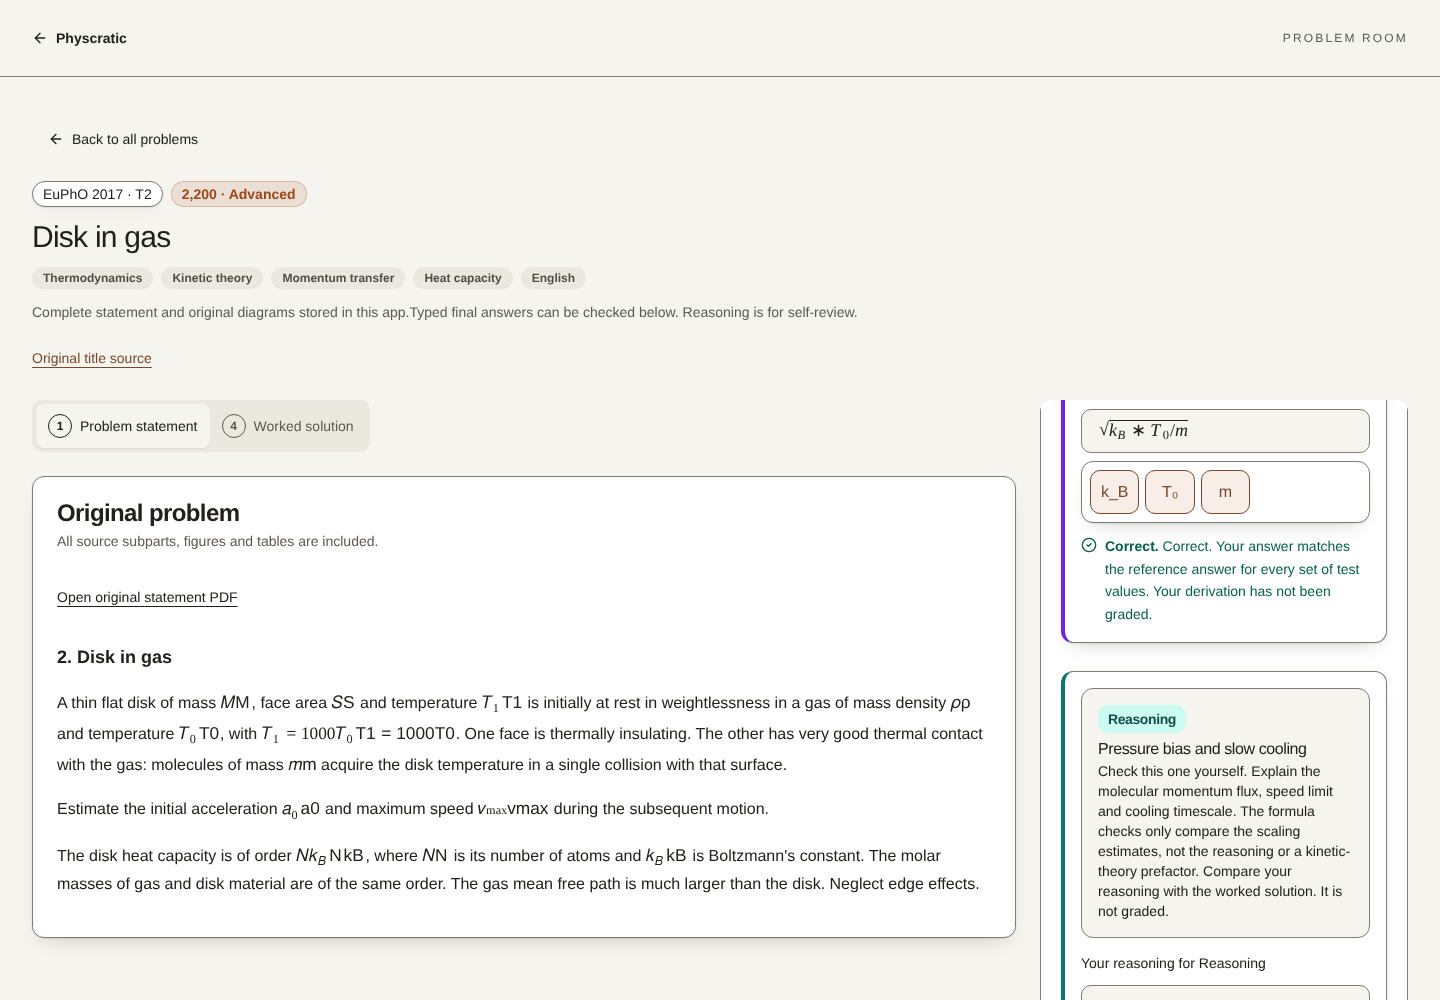 Physcratic
PROBLEM ROOM
Back to all problems
EuPhO 2017 · T2
2,200 · Advanced
Disk in gas
Thermodynamics
Kinetic theory
Momentum transfer
Heat capacity
English
Complete statement and original diagrams stored in this app.Typed final answers can be checked below. Reasoning is for self-review.
Original title source
1 Problem statement
4 Worked solution
Original problem
All source subparts, figures and tables are included.
Open original statement PDF
2. Disk in gas
A thin flat disk of mass MM, face area SS and temperature T₁T1 is initially at rest in weightlessness in a gas of mass density ρρ
and temperature T₀T0, with T₁ = 1000T₀T1 = 1000T0. One face is thermally insulating. The other has very good thermal contact
with the gas: molecules of mass mm acquire the disk temperature in a single collision with that surface.
Estimate the initial acceleration a₀a0 and maximum speed vmaxvmax during the subsequent motion.
The disk heat capacity is of order Nk_BNkB, where NN is its number of atoms and k_BkB is Boltzmann's constant. The molar
masses of gas and disk material are of the same order. The gas mean free path is much larger than the disk. Neglect edge effects.
√k_B ∗ T₀/m
k_B
T₀
m
Correct. Correct. Your answer matches
the reference answer for every set of test
values. Your derivation has not been
graded.
Reasoning
Pressure bias and slow cooling
Check this one yourself. Explain the
molecular momentum flux, speed limit
and cooling timescale. The formula
checks only compare the scaling
estimates, not the reasoning or a kinetic-
theory prefactor. Compare your
reasoning with the worked solution. It is
not graded.
Your reasoning for Reasoning